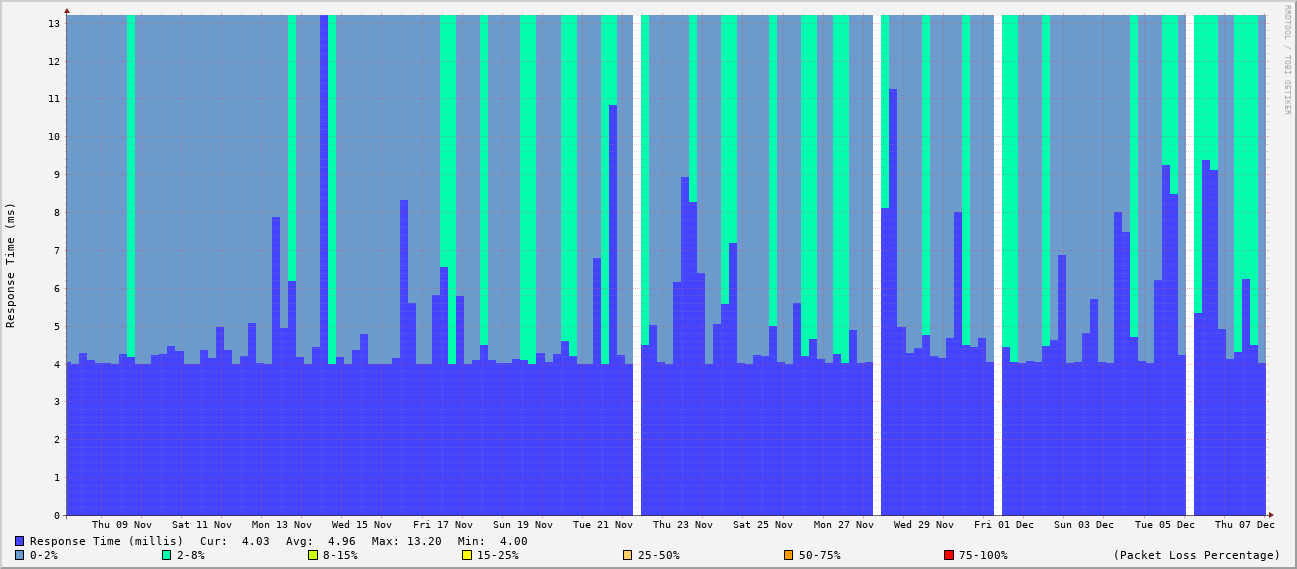 RRDTOOL / TOBI OETIKER
Response Time (ms)
13
12
11
10
9
8
7
6
5
4
3
2
1
0
Thu 09 Nov Sat 11 Nov Mon 13 Nov Wed 15 Nov Fri 17 Nov Sun 19 Nov Tue 21 Nov Thu 23 Nov Sat 25 Nov Mon 27 Nov Wed 29 Nov Fri 01 Dec Sun 03 Dec Tue 05 Dec Thu 07 Dec
Response Time (millis) Cur: 4.03 Avg: 4.96 Max: 13.20 Min: 4.00
0-2% 2-8% 8-15% 15-25% 25-50% 50-75% 75-100% (Packet Loss Percentage)